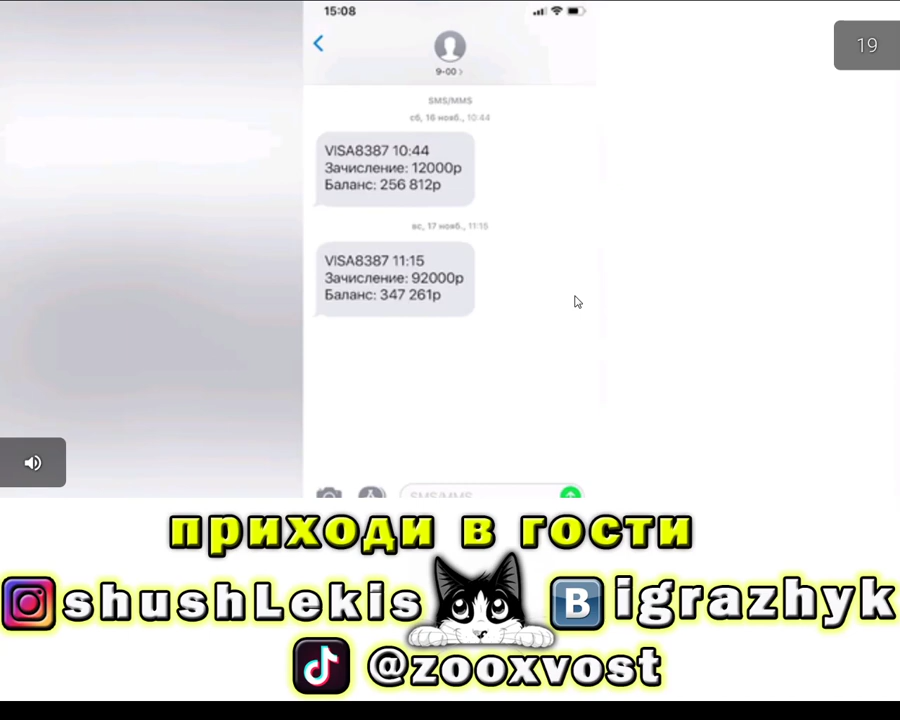 15:08
19
9-00 >
SMS/MMS
сб, 16 нояб., 10:44
VISA8387 10:44
Зачисление: 12000р
Баланс: 256 812р
вс, 17 нояб., 11:15
VISA8387 11:15
Зачисление: 92000р
Баланс: 347 261р
SMS/MMS
приходи в гости
shushLekis
B igrazhyk
@zooxvost